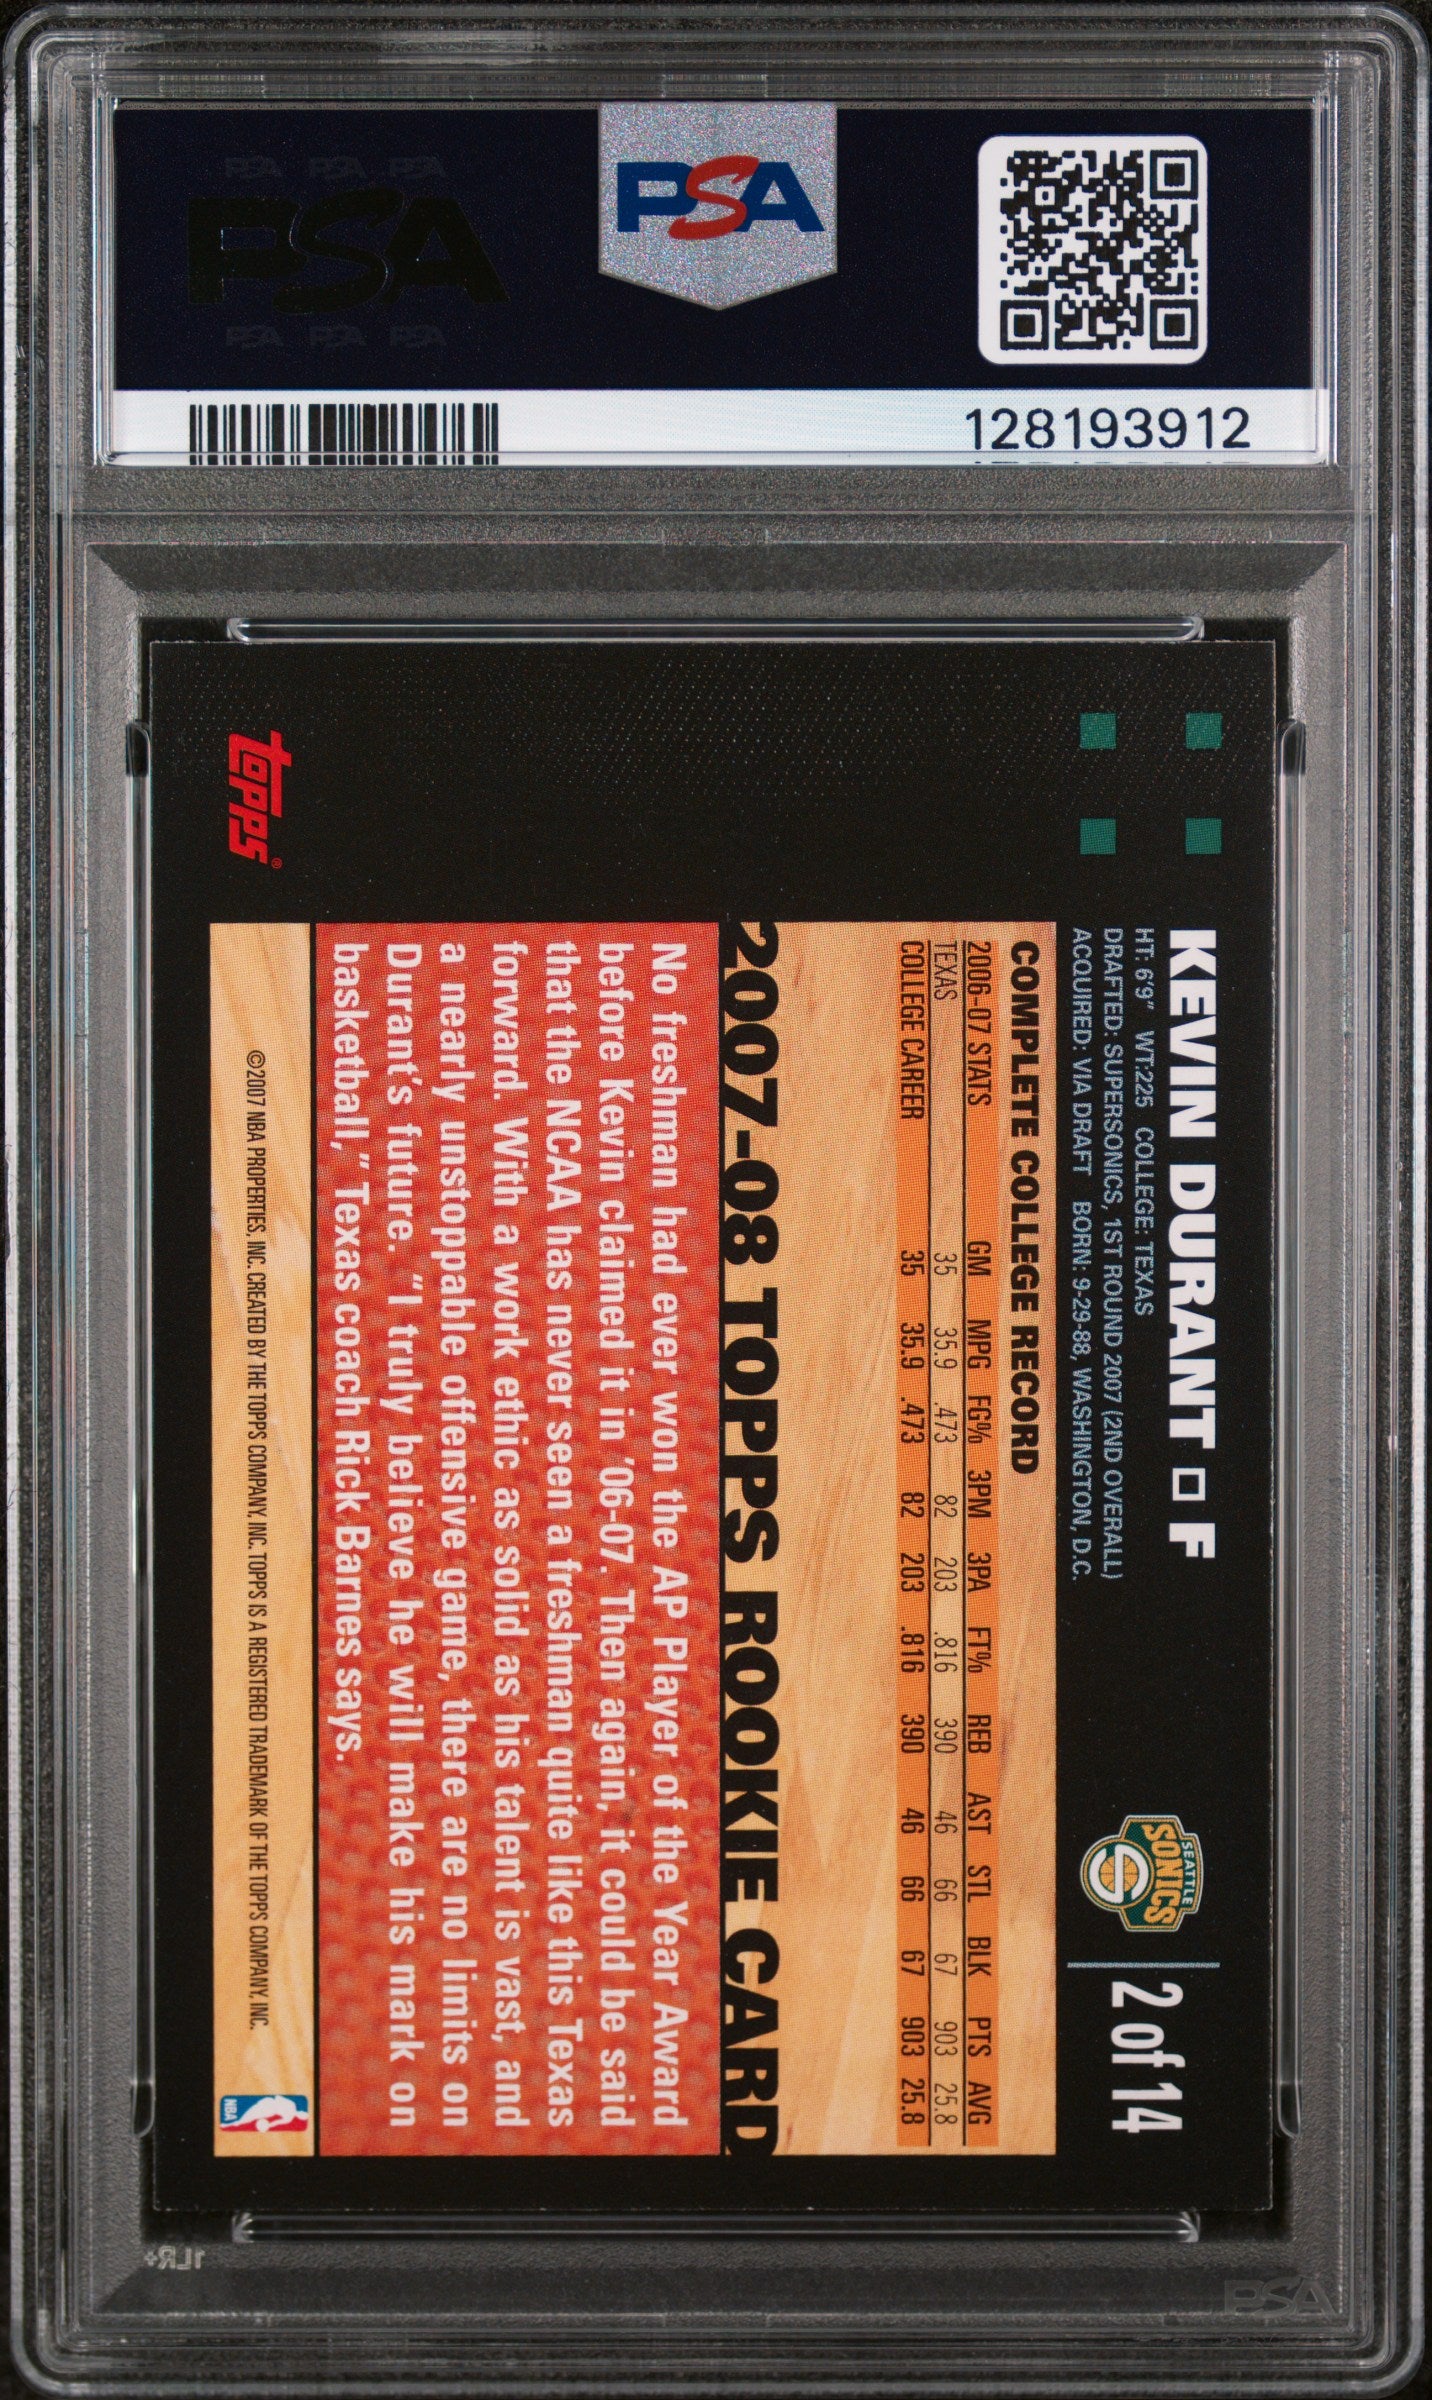 PSA PSA PSA
PSA
PSA PSA PSA
PSA
128193912
KEVIN DURANT □ F
HT: 6'9" WT:225 COLLEGE: TEXAS
DRAFTED: SUPERSONICS, 1ST ROUND 2007 (2ND OVERALL)
ACQUIRED: VIA DRAFT BORN: 9-29-88, WASHINGTON, D.C.
SEATTLE
SONICS
2 of 14
COMPLETE COLLEGE RECORD
2006-07 STATS GM MPG FG% 3PM 3PA FT% REB AST STL BLK PTS AVG
TEXAS 35 35.9 .473 82 203 .816 390 46 66 67 903 25.8
COLLEGE CAREER 35 35.9 .473 82 203 .816 390 46 66 67 903 25.8
2007-08 TOPPS ROOKIE CARD
No freshman had ever won the AP Player of the Year Award
before Kevin claimed it in '06-07. Then again, it could be said
that the NCAA has never seen a freshman quite like this Texas
forward. With a work ethic as solid as his talent is vast, and
a nearly unstoppable offensive game, there are no limits on
Durant's future. "I truly believe he will make his mark on
basketball," Texas coach Rick Barnes says.
topps®
©2007 NBA PROPERTIES, INC. CREATED BY THE TOPPS COMPANY, INC. TOPPS IS A REGISTERED TRADEMARK OF THE TOPPS COMPANY, INC.
NBA
1LR+
PSA